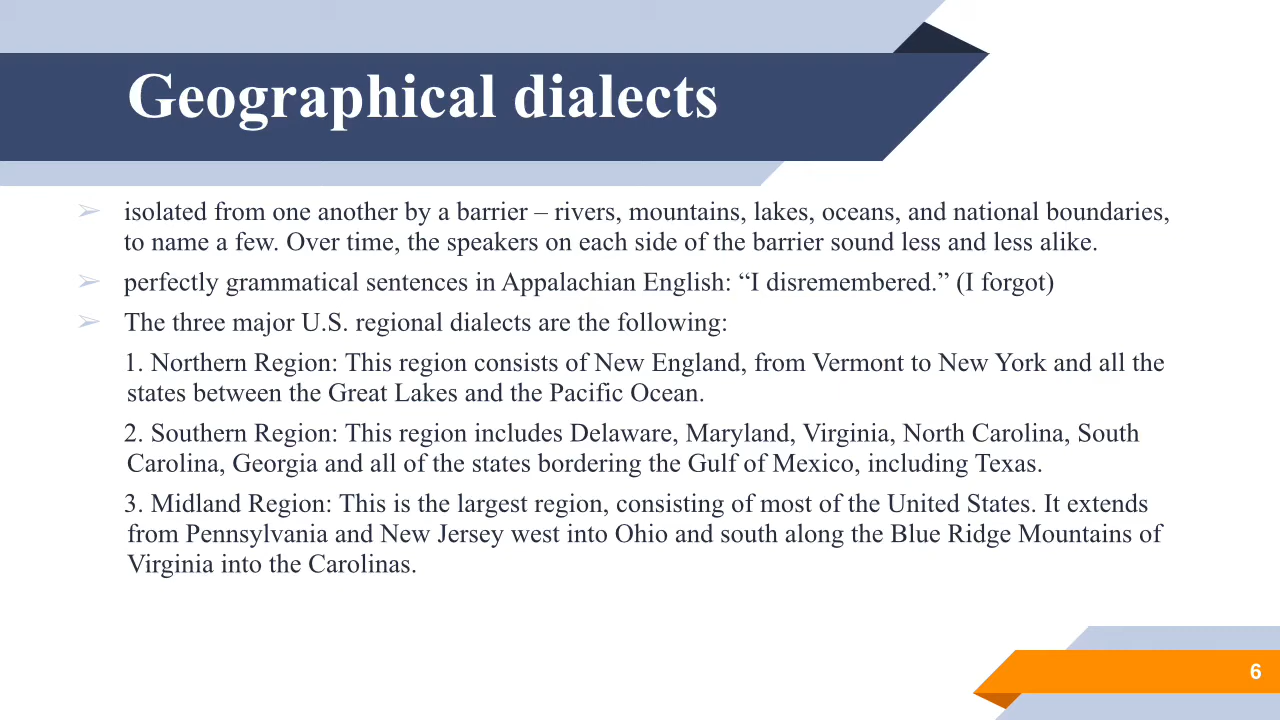 Geographical dialects
➢ isolated from one another by a barrier – rivers, mountains, lakes, oceans, and national boundaries,
to name a few. Over time, the speakers on each side of the barrier sound less and less alike.
➢ perfectly grammatical sentences in Appalachian English: “I disremembered.” (I forgot)
➢ The three major U.S. regional dialects are the following:
1. Northern Region: This region consists of New England, from Vermont to New York and all the
states between the Great Lakes and the Pacific Ocean.
2. Southern Region: This region includes Delaware, Maryland, Virginia, North Carolina, South
Carolina, Georgia and all of the states bordering the Gulf of Mexico, including Texas.
3. Midland Region: This is the largest region, consisting of most of the United States. It extends
from Pennsylvania and New Jersey west into Ohio and south along the Blue Ridge Mountains of
Virginia into the Carolinas.
6